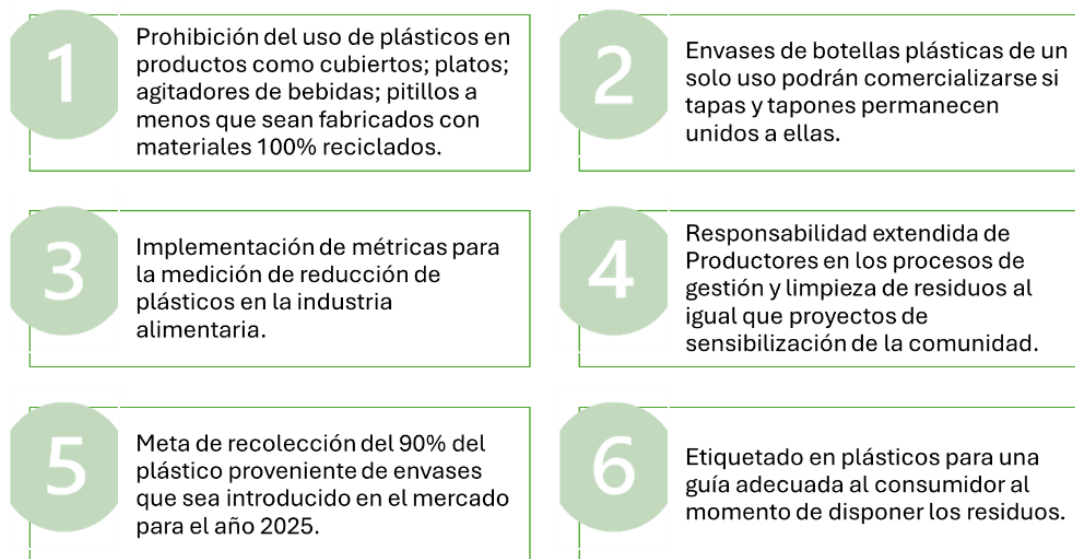 1
Prohibición del uso de plásticos en
productos como cubiertos; platos;
agitadores de bebidas; pitillos a
menos que sean fabricados con
materiales 100% reciclados.
2
Envases de botellas plásticas de un
solo uso podrán comercializarse si
tapas y tapones permanecen
unidos a ellas.
3
Implementación de métricas para
la medición de reducción de
plásticos en la industria
alimentaria.
4
Responsabilidad extendida de
Productores en los procesos de
gestión y limpieza de residuos al
igual que proyectos de
sensibilización de la comunidad.
5
Meta de recolección del 90% del
plástico proveniente de envases
que sea introducido en el mercado
para el año 2025.
6
Etiquetado en plásticos para una
guía adecuada al consumidor al
momento de disponer los residuos.